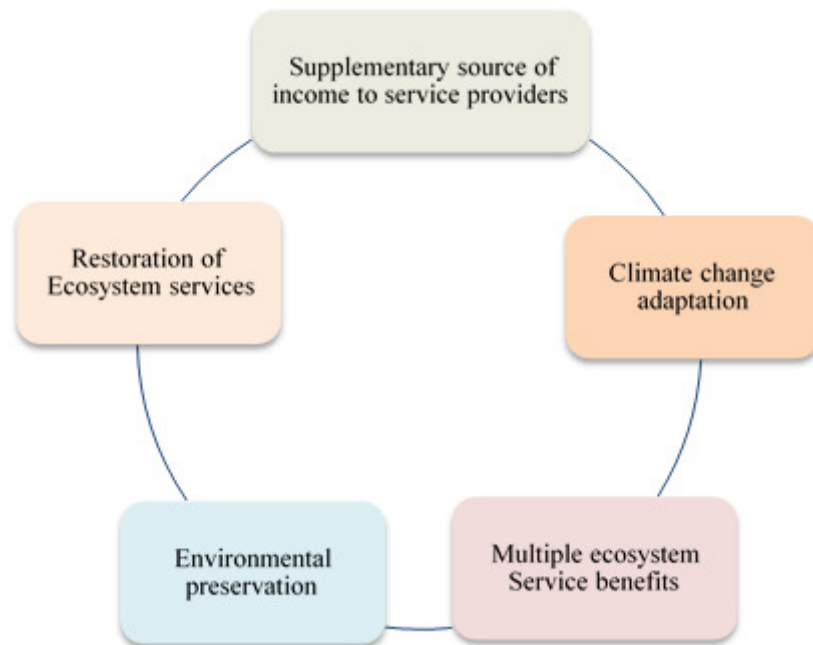 Supplementary source of
income to service providers
Restoration of
Ecosystem services
Climate change
adaptation
Environmental
preservation
Multiple ecosystem
Service benefits